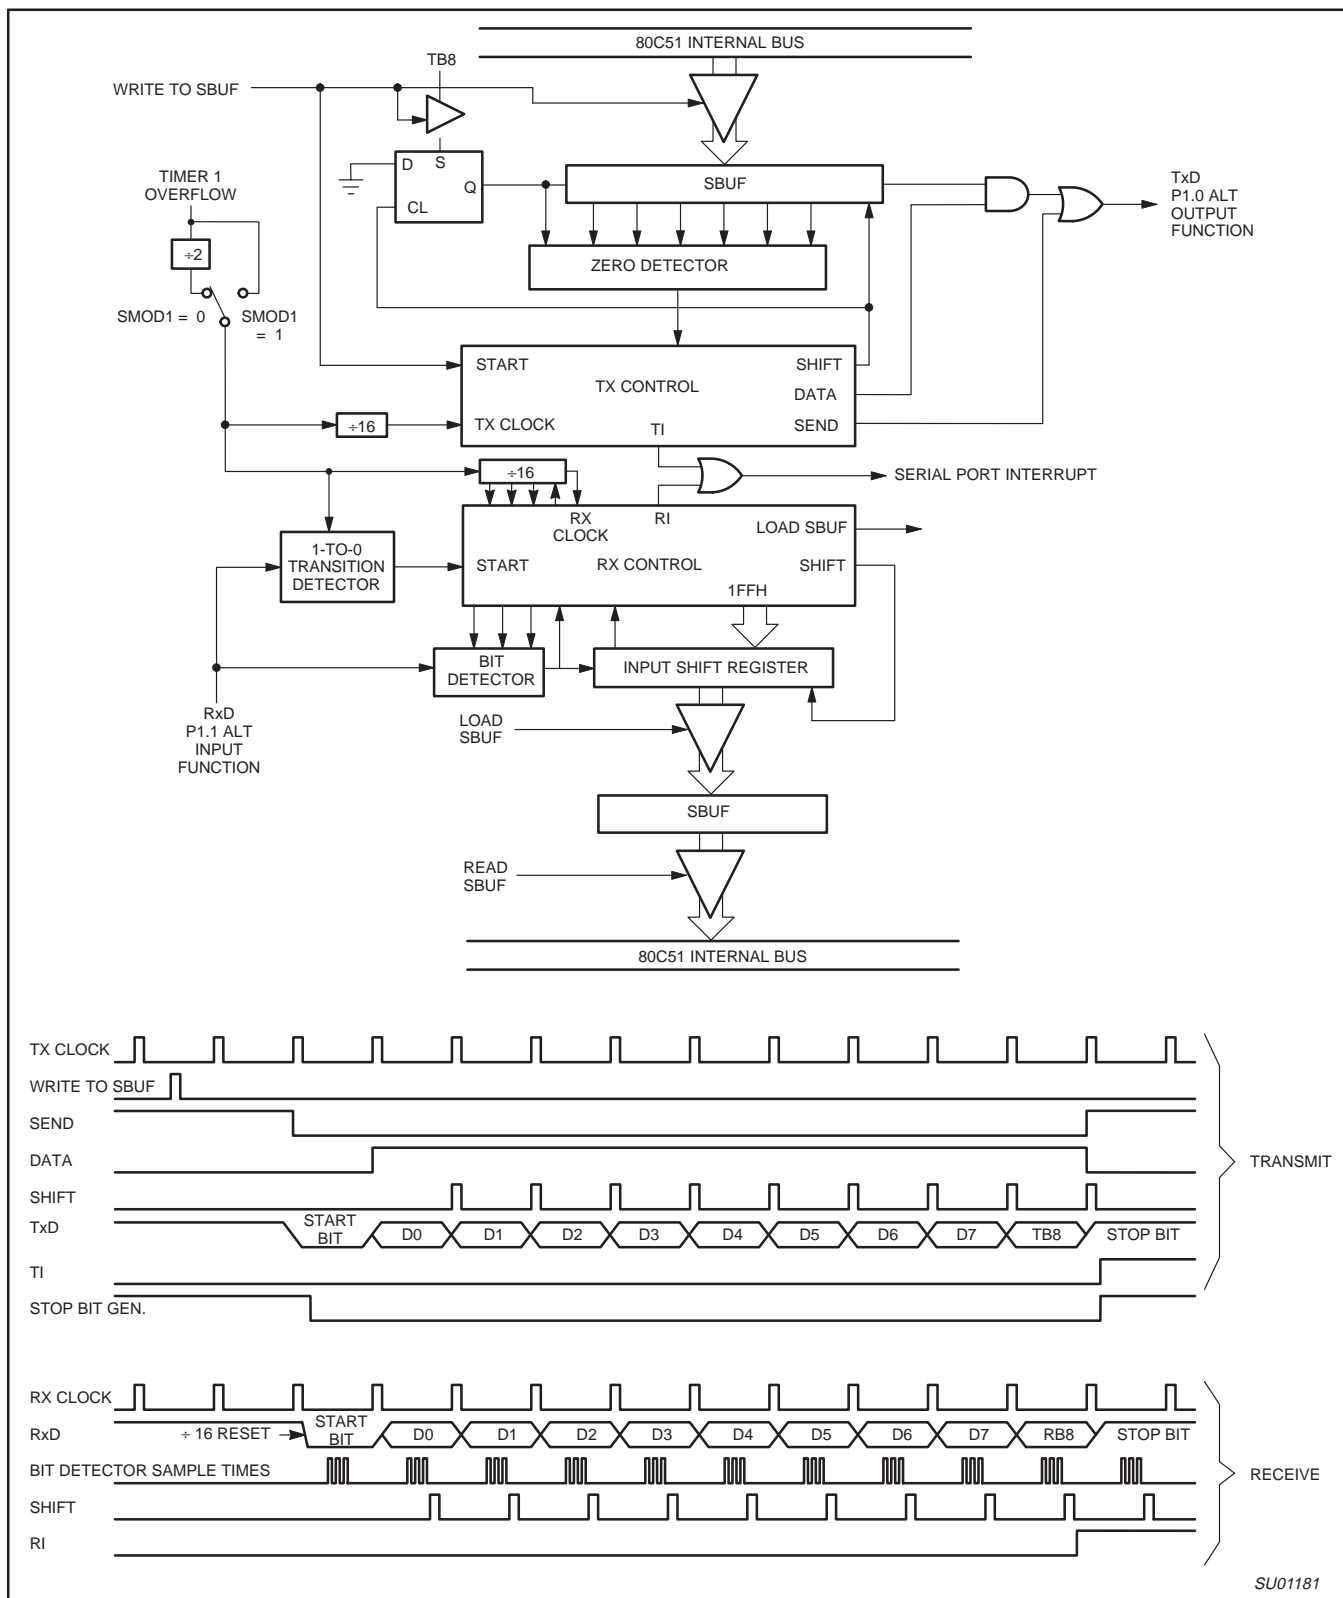 80C51 INTERNAL BUS
TB8
WRITE TO SBUF
D
S
Q
CL
SBUF
TxD
P1.0 ALT
OUTPUT
FUNCTION
TIMER 1
OVERFLOW
÷2
ZERO DETECTOR
SMOD1 = 0
SMOD1
= 1
START
SHIFT
TX CONTROL
DATA
÷16
TX CLOCK
TI
SEND
÷16
SERIAL PORT INTERRUPT
RX
CLOCK
RI
LOAD SBUF
1-TO-0
TRANSITION
DETECTOR
START
RX CONTROL
SHIFT
1FFH
BIT
DETECTOR
INPUT SHIFT REGISTER
RxD
P1.1 ALT
INPUT
FUNCTION
LOAD
SBUF
SBUF
READ
SBUF
80C51 INTERNAL BUS
TX CLOCK
WRITE TO SBUF
SEND
DATA
TRANSMIT
SHIFT
TxD
START
BIT
D0 D1 D2 D3 D4 D5 D6 D7 TB8 STOP BIT
TI
STOP BIT GEN.
RX CLOCK
RxD
÷ 16 RESET
START
BIT
D0 D1 D2 D3 D4 D5 D6 D7 RB8 STOP BIT
BIT DETECTOR SAMPLE TIMES
RECEIVE
SHIFT
RI
SU01181